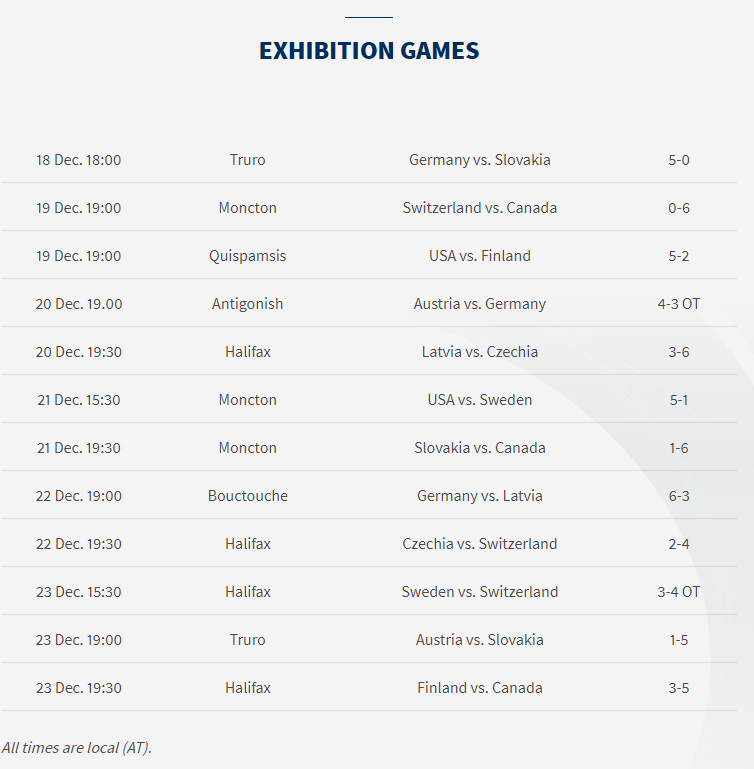 EXHIBITION GAMES
18 Dec. 18:00 Truro Germany vs. Slovakia 5-0
19 Dec. 19:00 Moncton Switzerland vs. Canada 0-6
19 Dec. 19:00 Quispamsis USA vs. Finland 5-2
20 Dec. 19.00 Antigonish Austria vs. Germany 4-3 OT
20 Dec. 19:30 Halifax Latvia vs. Czechia 3-6
21 Dec. 15:30 Moncton USA vs. Sweden 5-1
21 Dec. 19:30 Moncton Slovakia vs. Canada 1-6
22 Dec. 19:00 Bouctouche Germany vs. Latvia 6-3
22 Dec. 19:30 Halifax Czechia vs. Switzerland 2-4
23 Dec. 15:30 Halifax Sweden vs. Switzerland 3-4 OT
23 Dec. 19:00 Truro Austria vs. Slovakia 1-5
23 Dec. 19:30 Halifax Finland vs. Canada 3-5
All times are local (AT).